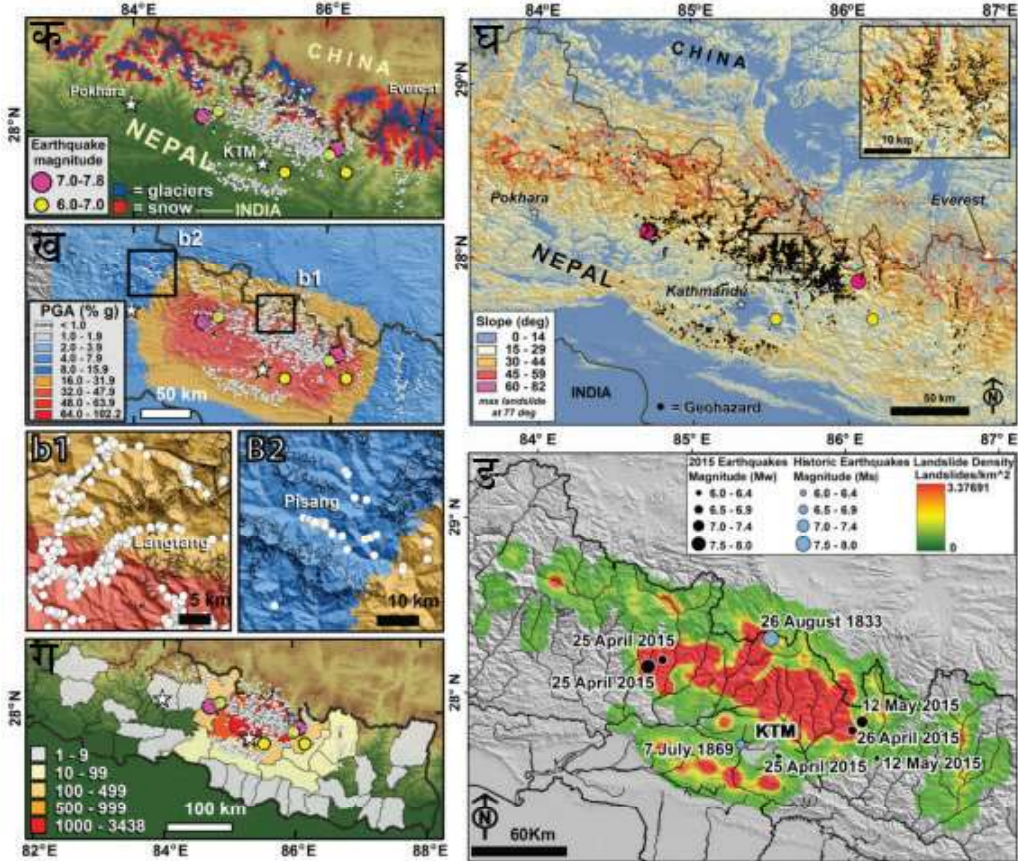 84°E 85°E 86°E
28°N
क
CHINA
Pokhara
Everest
NEPAL
KTM
Earthquake
magnitude
7.0-7.8
6.0-7.0
= glaciers
= snow
INDIA
ख
b2
b1
PGA (% g)
< 1.0
1.0 - 1.9
2.0 - 3.9
4.0 - 7.9
8.0 - 15.9
16.0 - 31.9
32.0 - 47.9
48.0 - 63.9
64.0 - 102.2
50 km
b1
Langtang
5 km
B2
Pisang
10 km
ग
28°N
1 - 9
10 - 99
100 - 499
500 - 999
1000 - 3438
100 km
84°E 85°E 86°E
84°E 85°E 86°E 87°E
घ
29°N
28°N
CHINA
10 km
Pokhara
Everest
NEPAL
Kathmandu
Slope (deg)
0 - 14
15 - 29
30 - 44
45 - 59
60 - 82
max landslide
at 77 deg
INDIA
= Geohazard
N
50 km
84°E 85°E 86°E 87°E
ङ
29°N
28°N
2015 Earthquakes
Magnitude (Mw)
6.0 - 6.4
6.5 - 6.9
7.0 - 7.4
7.5 - 8.0
Historic Earthquakes
Magnitude (Ms)
6.0 - 6.4
6.5 - 6.9
7.0 - 7.4
7.5 - 8.0
Landslide Density
Landslides/km^2
3.37691
0
26 August 1833
25 April 2015
25 April 2015
12 May 2015
KTM
26 April 2015
7 July 1869
25 April 2015
12 May 2015
N
60Km